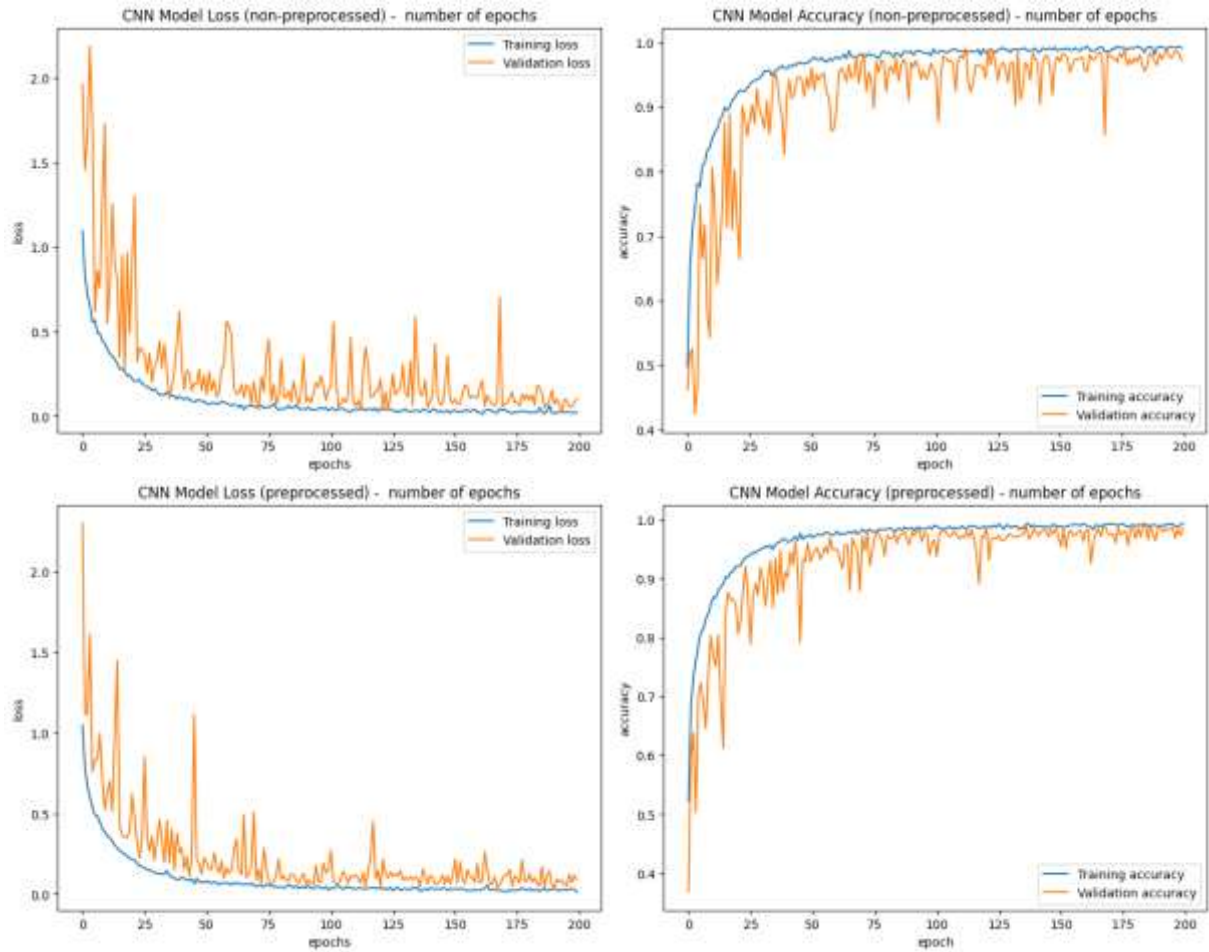 CNN Model Loss (non-preprocessed) - number of epochs
Training loss
Validation loss
2.0
1.5
1.0
0.5
0.0
loss
0 25 50 75 100 125 150 175 200
epochs
CNN Model Accuracy (non-preprocessed) - number of epochs
1.0
0.9
0.8
0.7
0.6
0.5
0.4
accuracy
Training accuracy
Validation accuracy
0 25 50 75 100 125 150 175 200
epoch
CNN Model Loss (preprocessed) - number of epochs
Training loss
Validation loss
2.0
1.5
1.0
0.5
0.0
loss
0 25 50 75 100 125 150 175 200
epochs
CNN Model Accuracy (preprocessed) - number of epochs
1.0
0.9
0.8
0.7
0.6
0.5
0.4
accuracy
Training accuracy
Validation accuracy
0 25 50 75 100 125 150 175 200
epoch